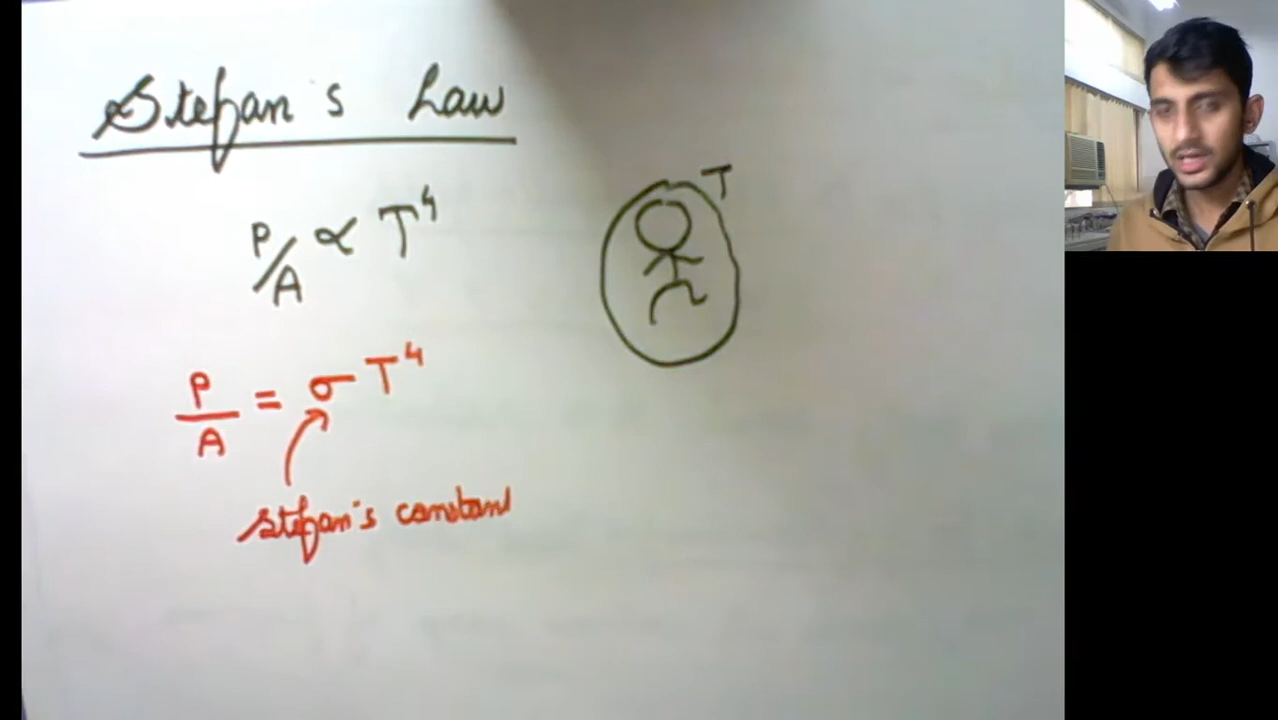 Stefan's Law
P/A ∝ T⁴
T
P/A = σ T⁴
Stefan's constant